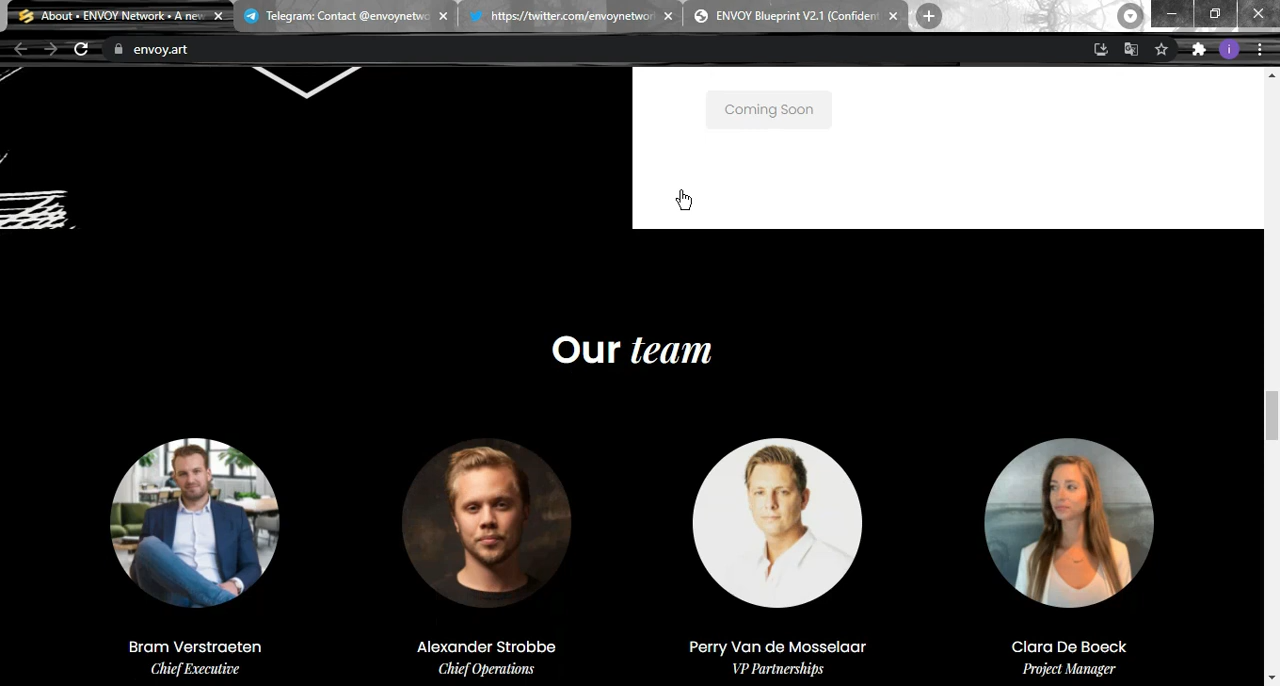 About • ENVOY Network • A new
Telegram: Contact @envoynetwo
https://twitter.com/envoynetwor
ENVOY Blueprint V2.1 (Confident
envoy.art
i
Coming Soon
Our team
Bram Verstraeten
Chief Executive
Alexander Strobbe
Chief Operations
Perry Van de Mosselaar
VP Partnerships
Clara De Boeck
Project Manager